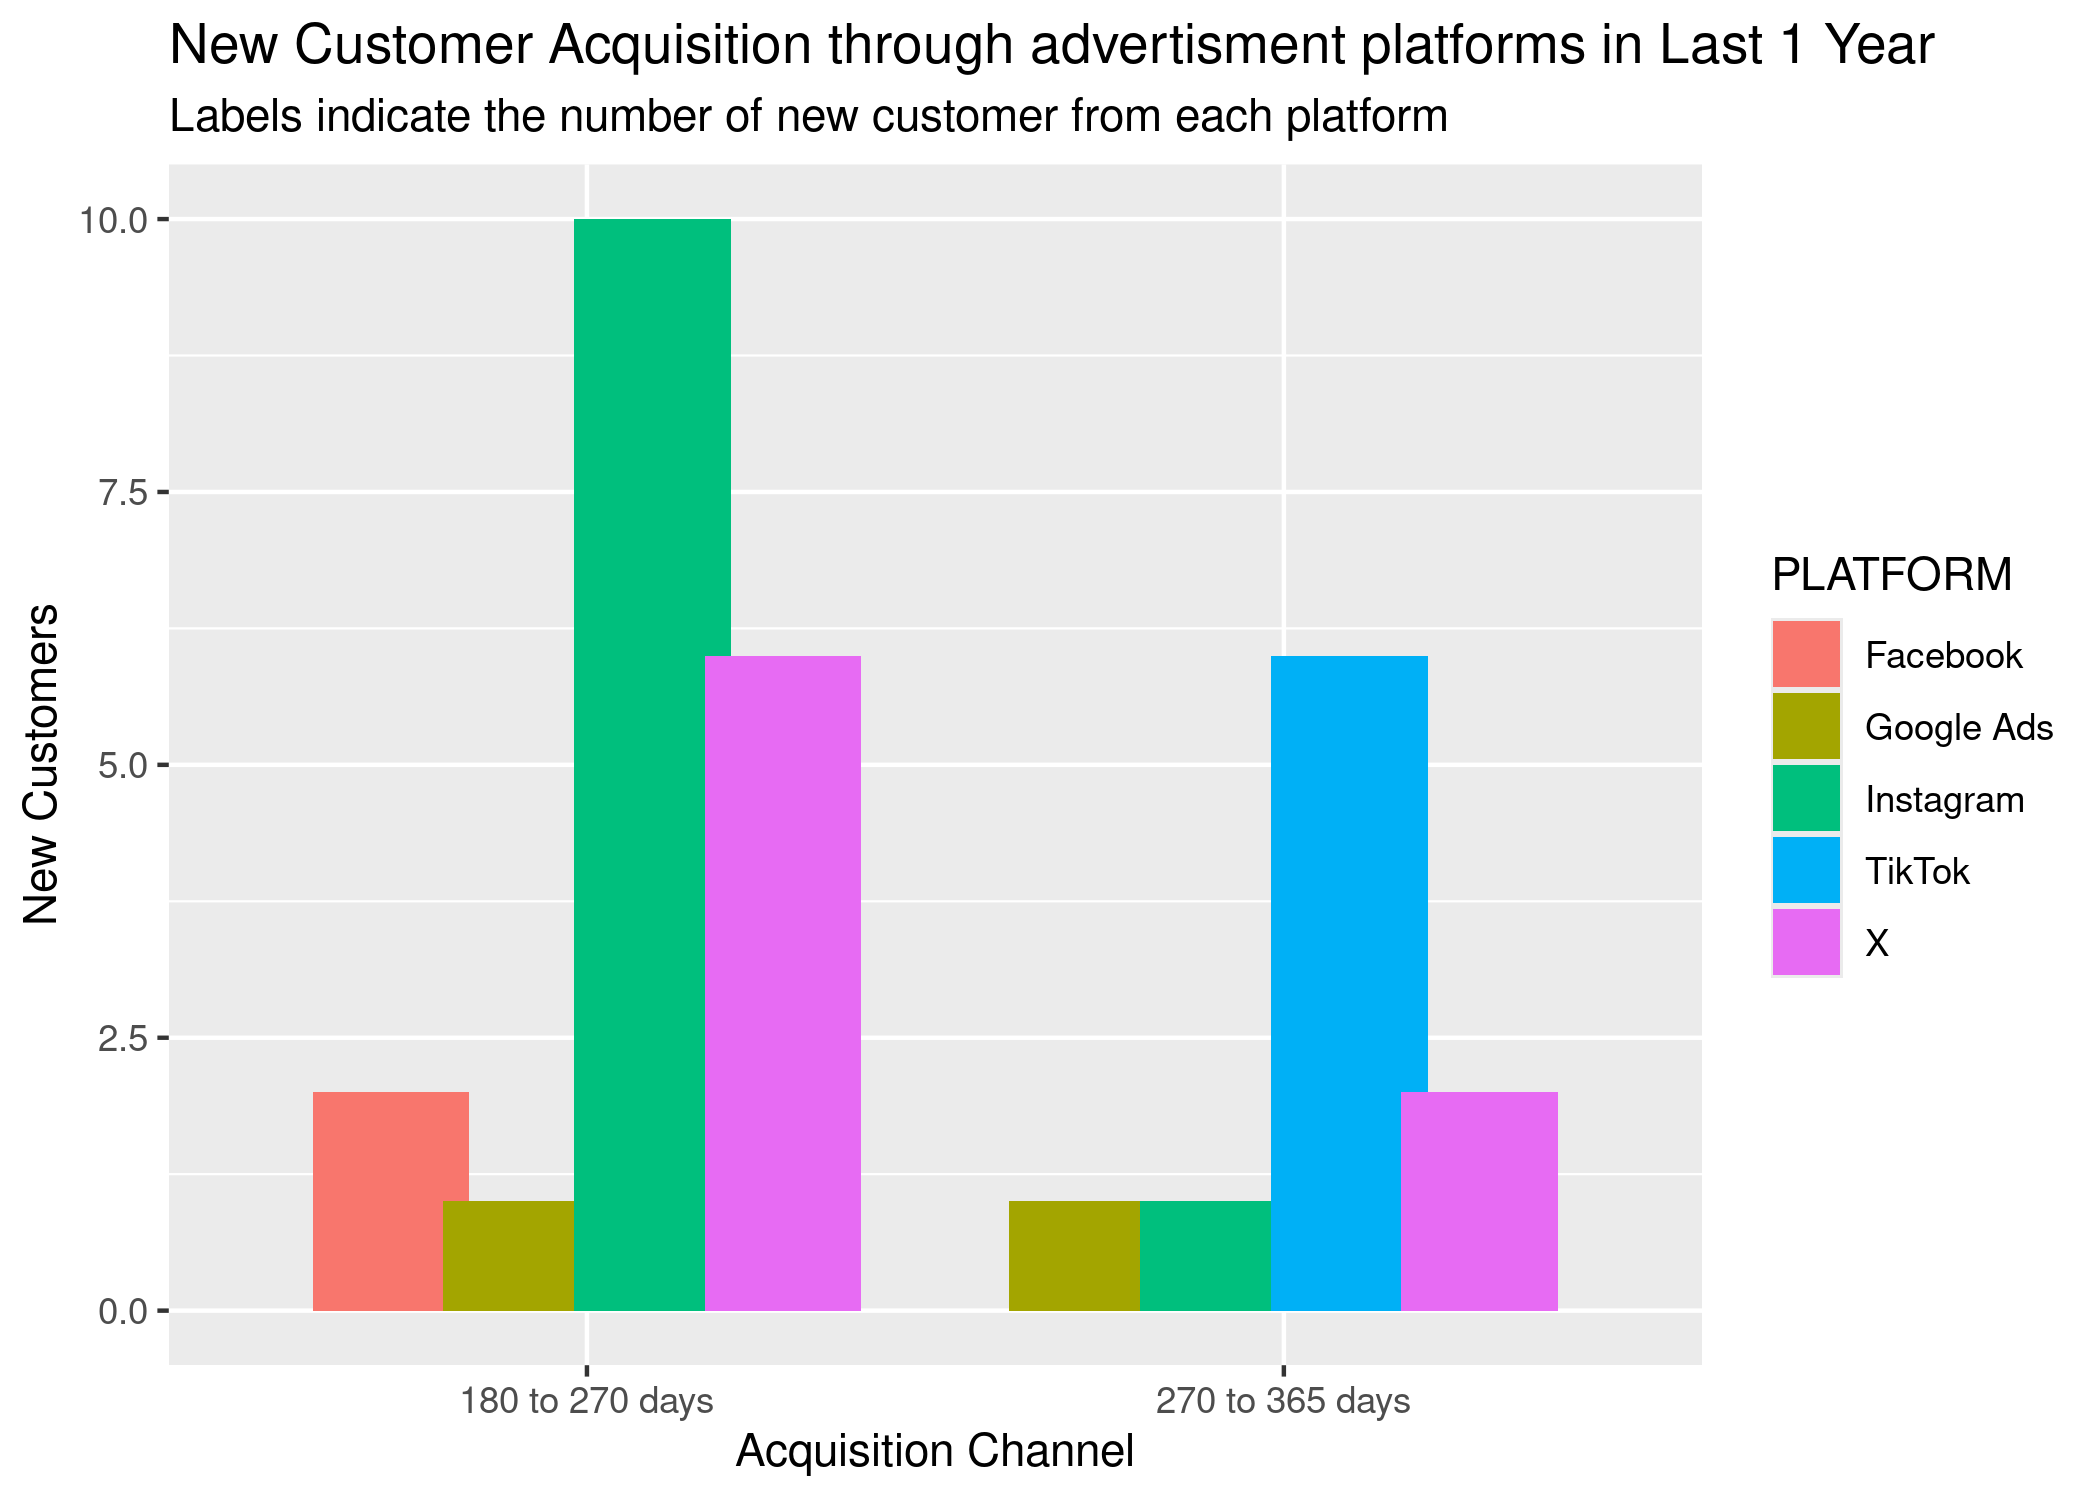 New Customer Acquisition through advertisment platforms in Last 1 Year
Labels indicate the number of new customer from each platform
10.0
7.5
5.0
2.5
0.0
New Customers
180 to 270 days
270 to 365 days
Acquisition Channel
PLATFORM
Facebook
Google Ads
Instagram
TikTok
X